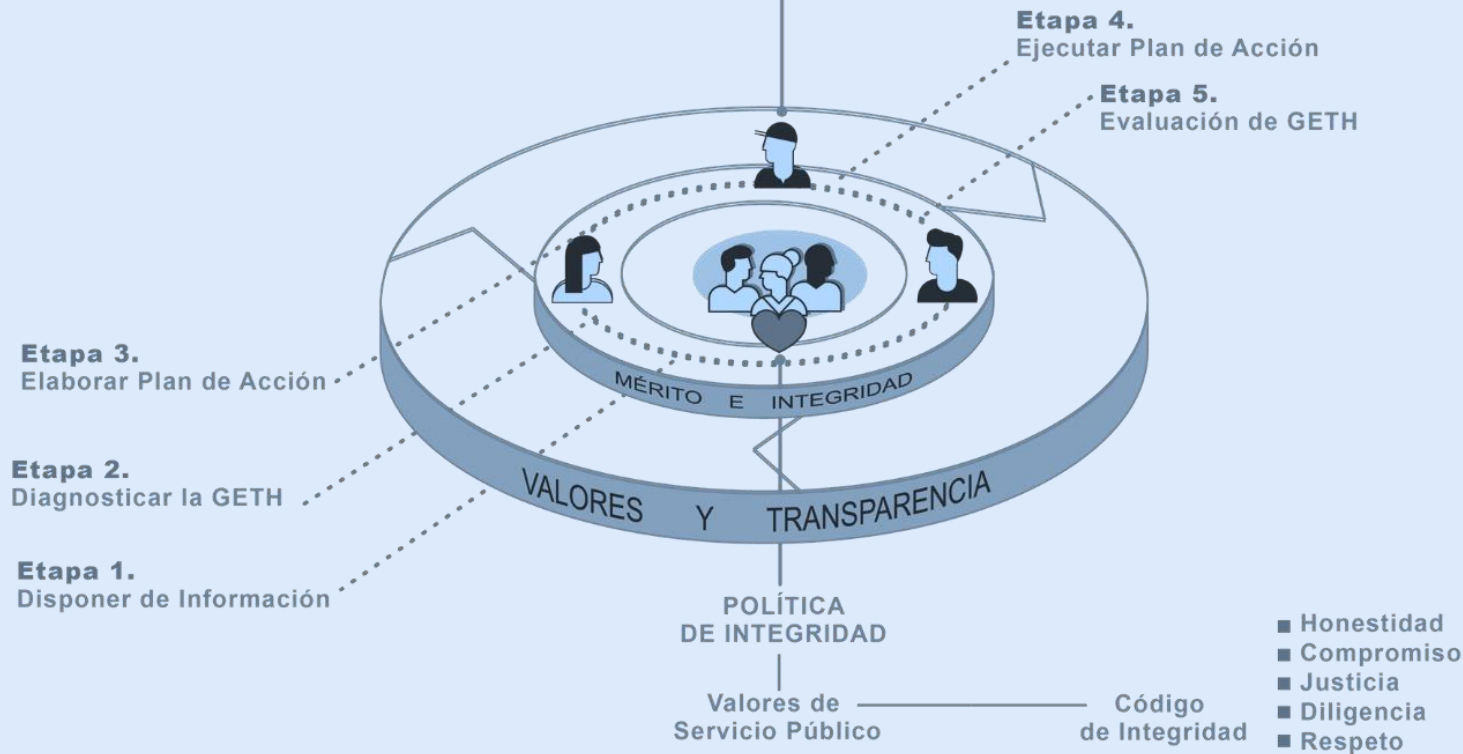 Etapa 4.
Ejecutar Plan de Acción
Etapa 5.
Evaluación de GETH
Etapa 3.
Elaborar Plan de Acción
MÉRITO E INTEGRIDAD
Etapa 2.
Diagnosticar la GETH
VALORES Y TRANSPARENCIA
Etapa 1.
Disponer de Información
POLÍTICA
DE INTEGRIDAD
Valores de
Servicio Público
Código
de Integridad
Honestidad
Compromiso
Justicia
Diligencia
Respeto